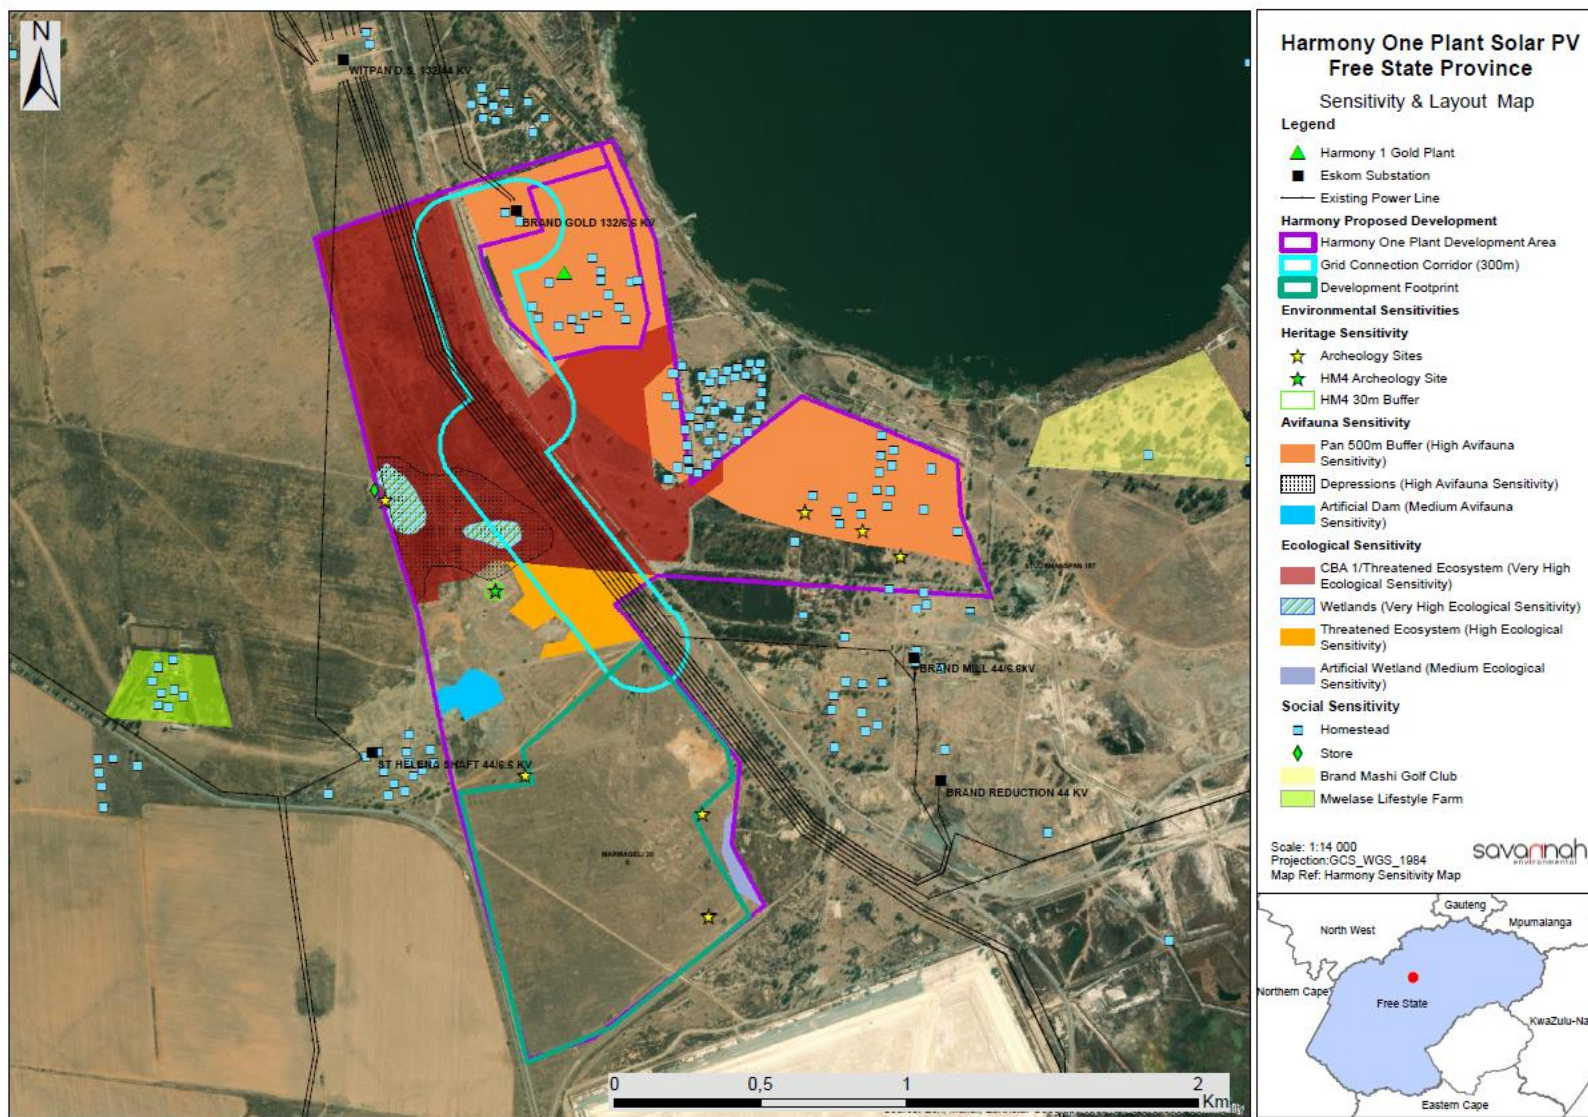 N
WITPAN D.S. 132/44 KV
BRAND GOLD 132/6.6 KV
BRAND MILL 44/6.6kV
ST HELENA SHAFT 44/6.6 KV
BRAND REDUCTION 44 KV
0 0,5 1 2
Km
Harmony One Plant Solar PV
Free State Province
Sensitivity & Layout Map
Legend
Harmony 1 Gold Plant
Eskom Substation
Existing Power Line
Harmony Proposed Development
Harmony One Plant Development Area
Grid Connection Corridor (300m)
Development Footprint
Environmental Sensitivities
Heritage Sensitivity
Archeology Sites
HM4 Archeology Site
HM4 30m Buffer
Avifauna Sensitivity
Pan 500m Buffer (High Avifauna
Sensitivity)
Depressions (High Avifauna Sensitivity)
Artificial Dam (Medium Avifauna
Sensitivity)
Ecological Sensitivity
CBA 1/Threatened Ecosystem (Very High
Ecological Sensitivity)
Wetlands (Very High Ecological Sensitivity)
Threatened Ecosystem (High Ecological
Sensitivity)
Artificial Wetland (Medium Ecological
Sensitivity)
Social Sensitivity
Homestead
Store
Brand Mashi Golf Club
Mwelase Lifestyle Farm
Scale: 1:14 000
Projection:GCS_WGS_1984
Map Ref: Harmony Sensitivity Map
savannah
environmental
Gauteng
North West
Mpumalanga
Northern Cape
Free State
KwaZulu-Na
Eastern Cape